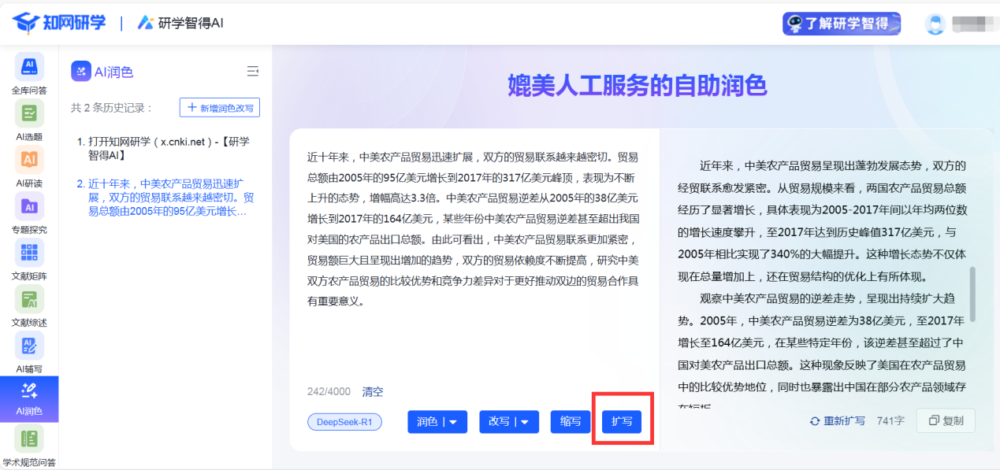 知网研学 | 研学智得AI
了解研学智得
全库问答
AI选题
AI研读
专题探究
文献矩阵
文献综述
AI辅写
AI润色
学术规范问答
AI润色
共 2 条历史记录：
+ 新增润色改写
1. 打开知网研学（x.cnki.net）-【研学
智得AI】
2. 近十年来，中美农产品贸易迅速扩
展，双方的贸易联系越来越密切。贸
易总额由2005年的95亿美元增长...
媲美人工服务的自助润色
近十年来，中美农产品贸易迅速扩展，双方的贸易联系越来越密切。贸易
总额由2005年的95亿美元增长到2017年的317亿美元峰顶，表现为不断
上升的态势，增幅高达3.3倍。中美农产品贸易逆差从2005年的38亿美元
增长到2017年的164亿美元，某些年份中美农产品贸易逆差甚至超出我国
对美国的农产品出口总额。由此可看出，中美农产品贸易联系更加紧密，
贸易额巨大且呈现出增加的趋势，双方的贸易依赖度不断提高，研究中美
双方农产品贸易的比较优势和竞争力差异对于更好推动双边的贸易合作具
有重要意义。
242/4000 清空
DeepSeek-R1
润色 |
改写 |
缩写
扩写
近年来，中美农产品贸易呈现出蓬勃发展态势，双方的
经贸联系愈发紧密。从贸易规模来看，两国农产品贸易总额
经历了显著增长，具体表现为2005-2017年间以年均两位数
的增长速度攀升，至2017年达到历史峰值317亿美元，与
2005年相比实现了340%的大幅提升。这种增长态势不仅体
现在总量增加上，还在贸易结构的优化上有所体现。
观察中美农产品贸易的逆差走势，呈现出持续扩大趋
势。2005年，中美农产品贸易逆差为38亿美元，至2017年
增长至164亿美元，在某些特定年份，该逆差甚至超过了中
国对美农产品出口总额。这种现象反映了美国在农产品贸易
中的比较优势地位，同时也暴露出中国在部分农产品领域存
重新扩写 741字 复制